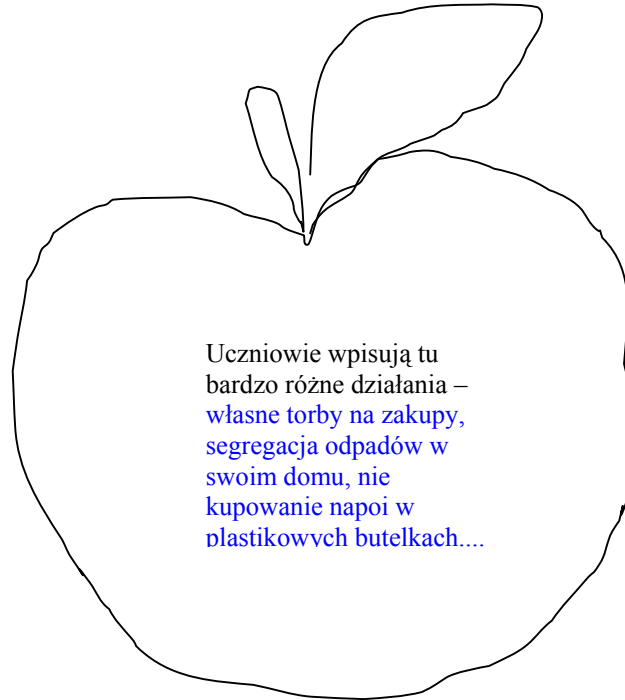 Uczniowie wpisują tu
bardzo różne działania –
własne torby na zakupy,
segregacja odpadów w
swoim domu, nie
kupowanie napoi w
plastikowych butelkach....